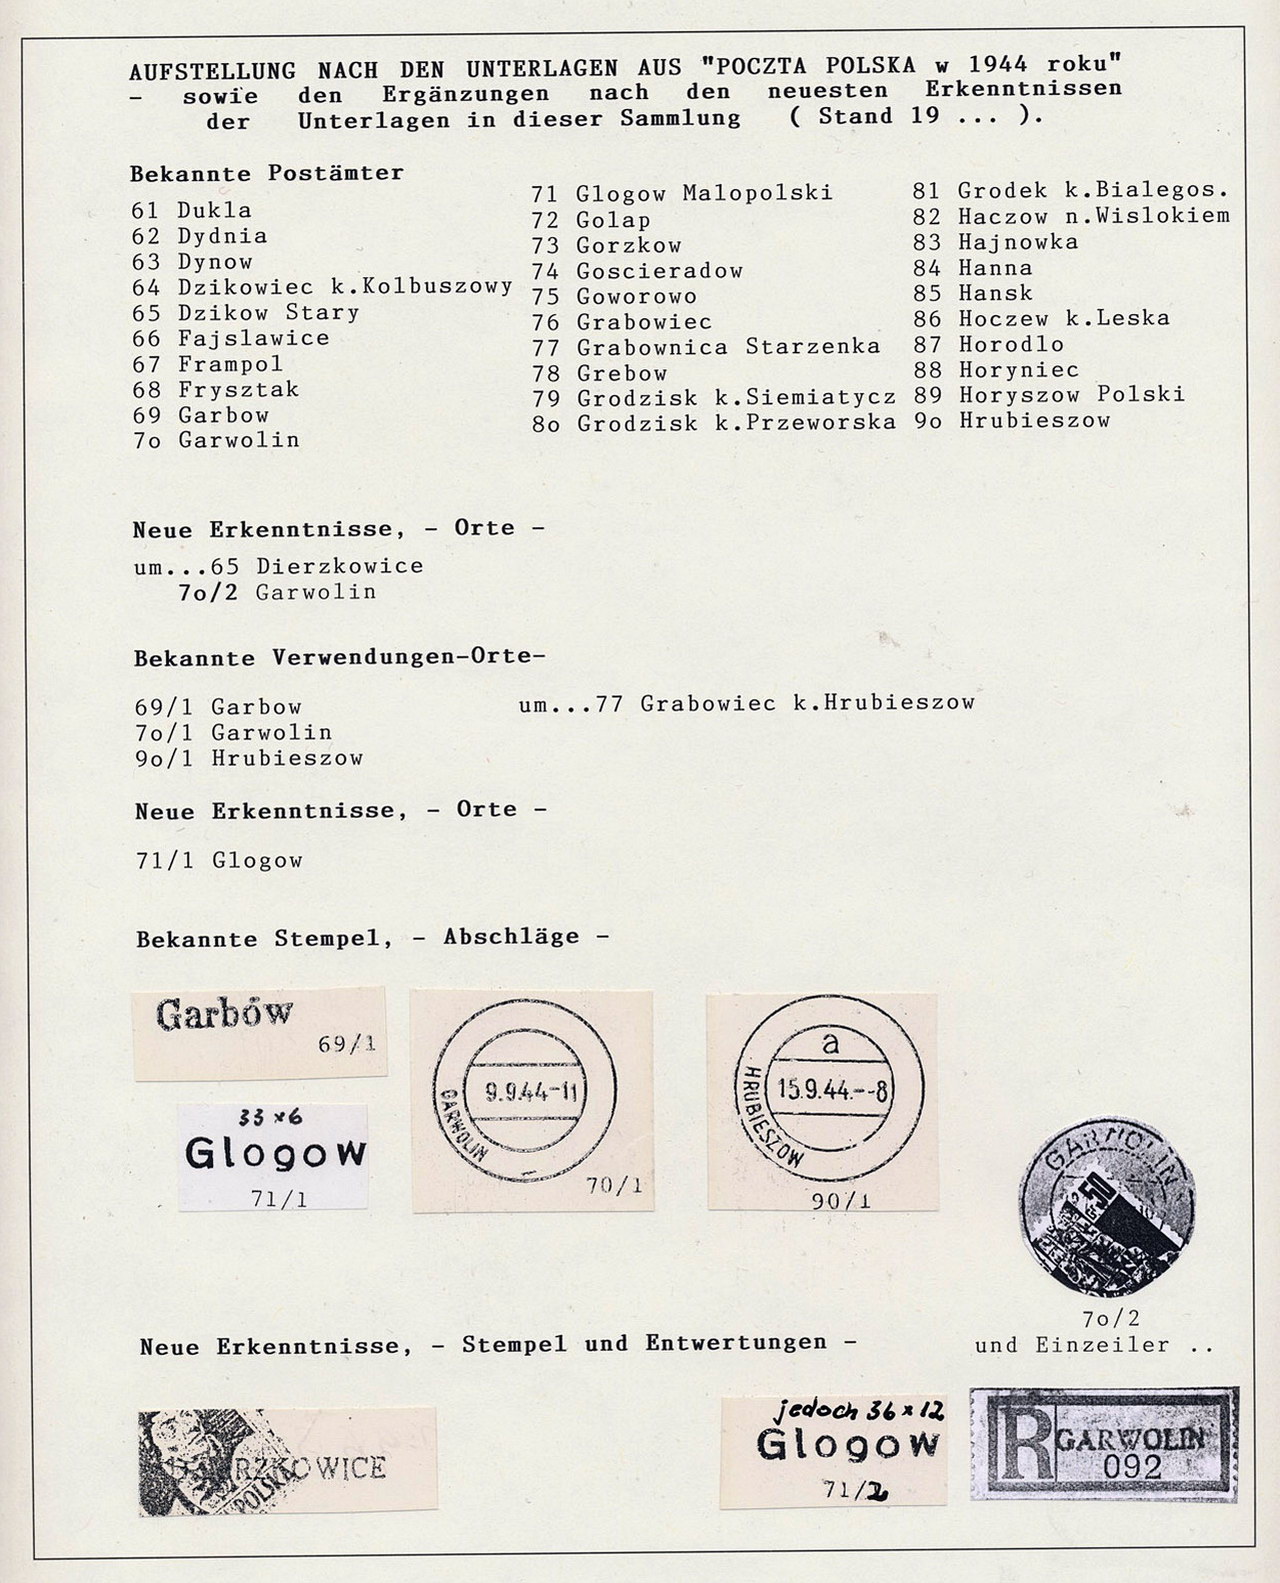 AUFSTELLUNG NACH DEN UNTERLAGEN AUS "POCZTA POLSKA w 1944 roku"
- sowie den Ergänzungen nach den neuesten Erkenntnissen
der Unterlagen in dieser Sammlung ( Stand 19 ... ).
Bekannte Postämter
61 Dukla
62 Dydnia
63 Dynow
64 Dzikowiec k.Kolbuszowy
65 Dzikow Stary
66 Fajslawice
67 Frampol
68 Frysztak
69 Garbow
7o Garwolin
71 Glogow Malopolski
72 Golap
73 Gorzkow
74 Goscieradow
75 Goworowo
76 Grabowiec
77 Grabownica Starzenka
78 Grebow
79 Grodzisk k.Siemiatycz
8o Grodzisk k.Przeworska
81 Grodek k.Bialegos.
82 Haczow n.Wislokiem
83 Hajnowka
84 Hanna
85 Hansk
86 Hoczew k.Leska
87 Horodlo
88 Horyniec
89 Horyszow Polski
9o Hrubieszow
Neue Erkenntnisse, - Orte -
um...65 Dierzkowice
7o/2 Garwolin
Bekannte Verwendungen-Orte-
69/1 Garbow
7o/1 Garwolin
9o/1 Hrubieszow
um...77 Grabowiec k.Hrubieszow
Neue Erkenntnisse, - Orte -
71/1 Glogow
Bekannte Stempel, - Abschläge -
Garbów
69/1
33 x 6
Glogow
71/1
9.9.44-11
GARWOLIN
70/1
a
15.9.44.--8
HRUBIESZOW
90/1
GARWOLIN
50
7o/2
und Einzeiler ..
Neue Erkenntnisse, - Stempel und Entwertungen -
RZKOWICE
POLSKA
jedoch 36 x 12
Glogow
71/2
R GARWOLIN
092